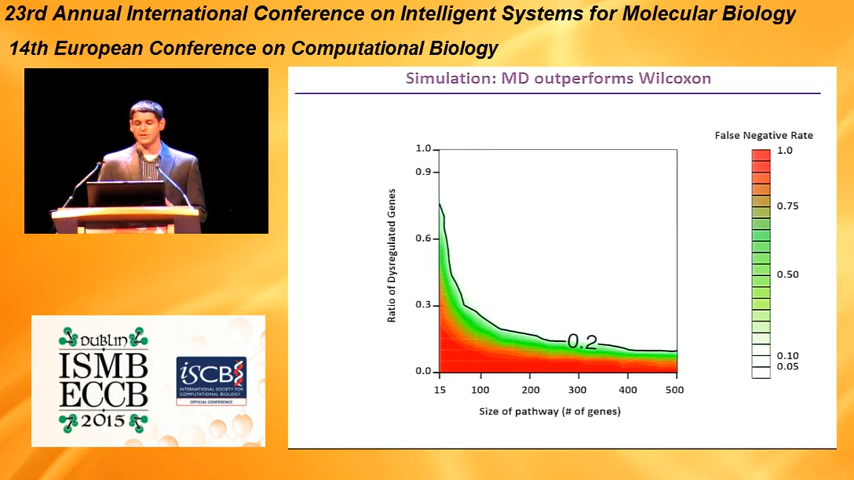 23rd Annual International Conference on Intelligent Systems for Molecular Biology
14th European Conference on Computational Biology
Simulation: MD outperforms Wilcoxon
False Negative Rate
1.0
0.75
0.50
0.10
0.05
Ratio of Dysregulated Genes
1.0
0.9
0.6
0.3
0.0
0.2
15
100
200
300
400
500
Size of pathway (# of genes)
DUBLIN
ISMB
ECCB
2015
ISCB
INTERNATIONAL SOCIETY FOR
COMPUTATIONAL BIOLOGY
OFFICIAL CONFERENCE